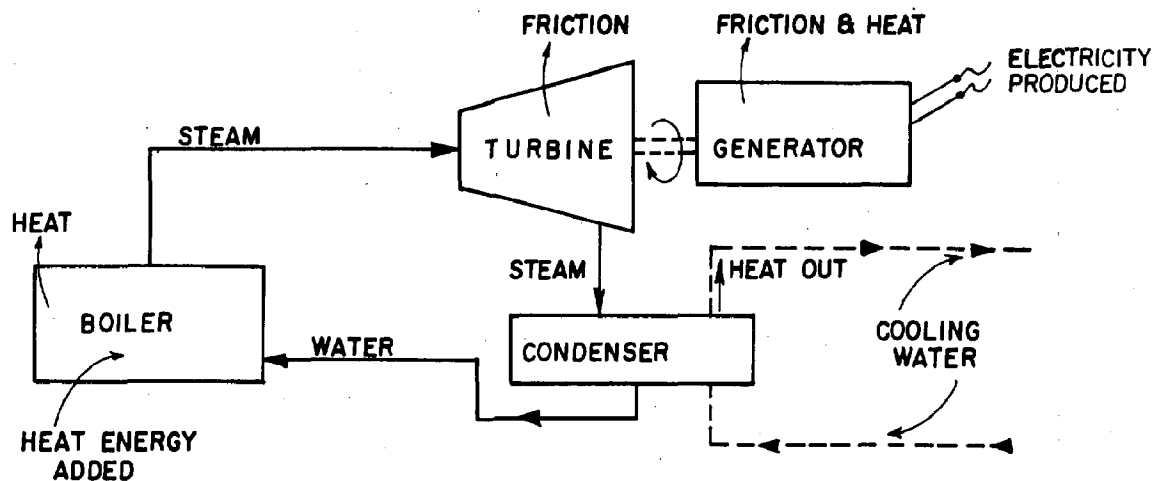 FRICTION
FRICTION & HEAT
ELECTRICITY
PRODUCED
STEAM
TURBINE
GENERATOR
HEAT
STEAM
HEAT OUT
BOILER
WATER
CONDENSER
COOLING
WATER
HEAT ENERGY
ADDED